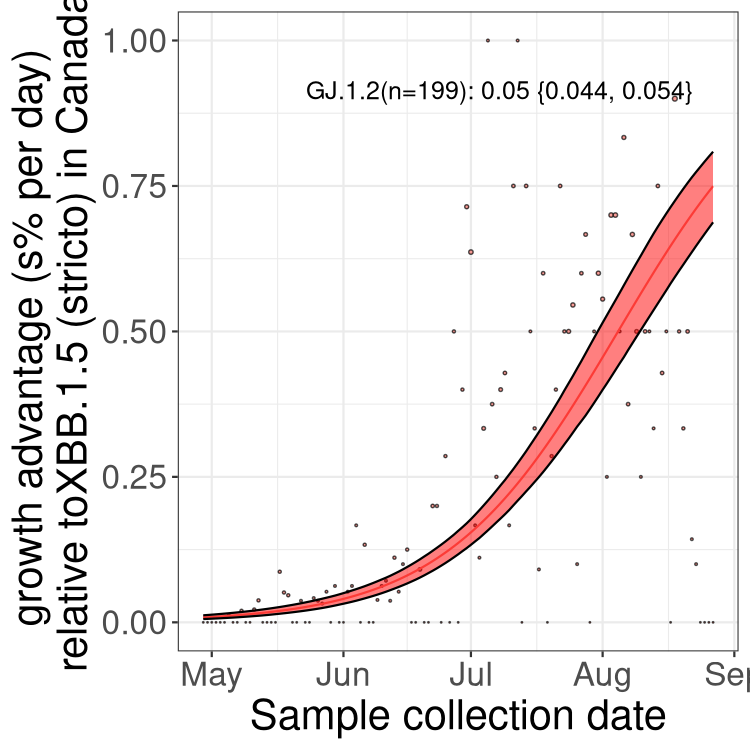 growth advantage (s% per day)
relative toXBB.1.5 (stricto) in Canada
1.00
0.75
0.50
0.25
0.00
GJ.1.2(n=199): 0.05 {0.044, 0.054}
May Jun Jul Aug Sep
Sample collection date